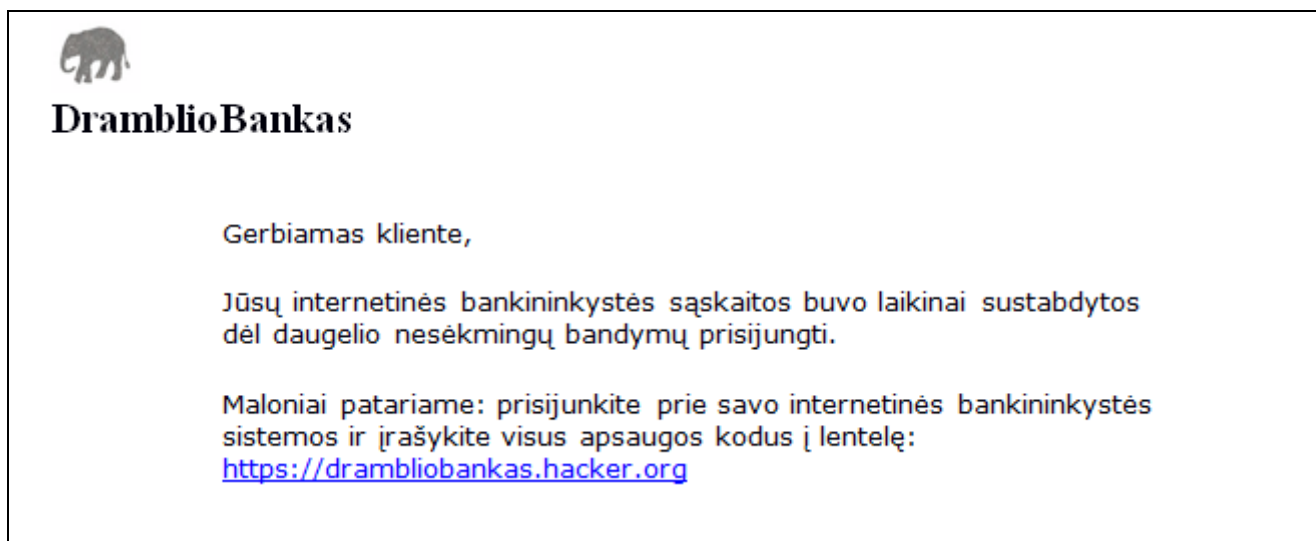 DramblioBankas
Gerbiamas kliente,
Jūsų internetinės bankininkystės sąskaitos buvo laikinai sustabdytos
dėl daugelio nesėkmingų bandymų prisijungti.
Maloniai patariame: prisijunkite prie savo internetinės bankininkystės
sistemos ir įrašykite visus apsaugos kodus į lentelę:
https://drambliobankas.hacker.org